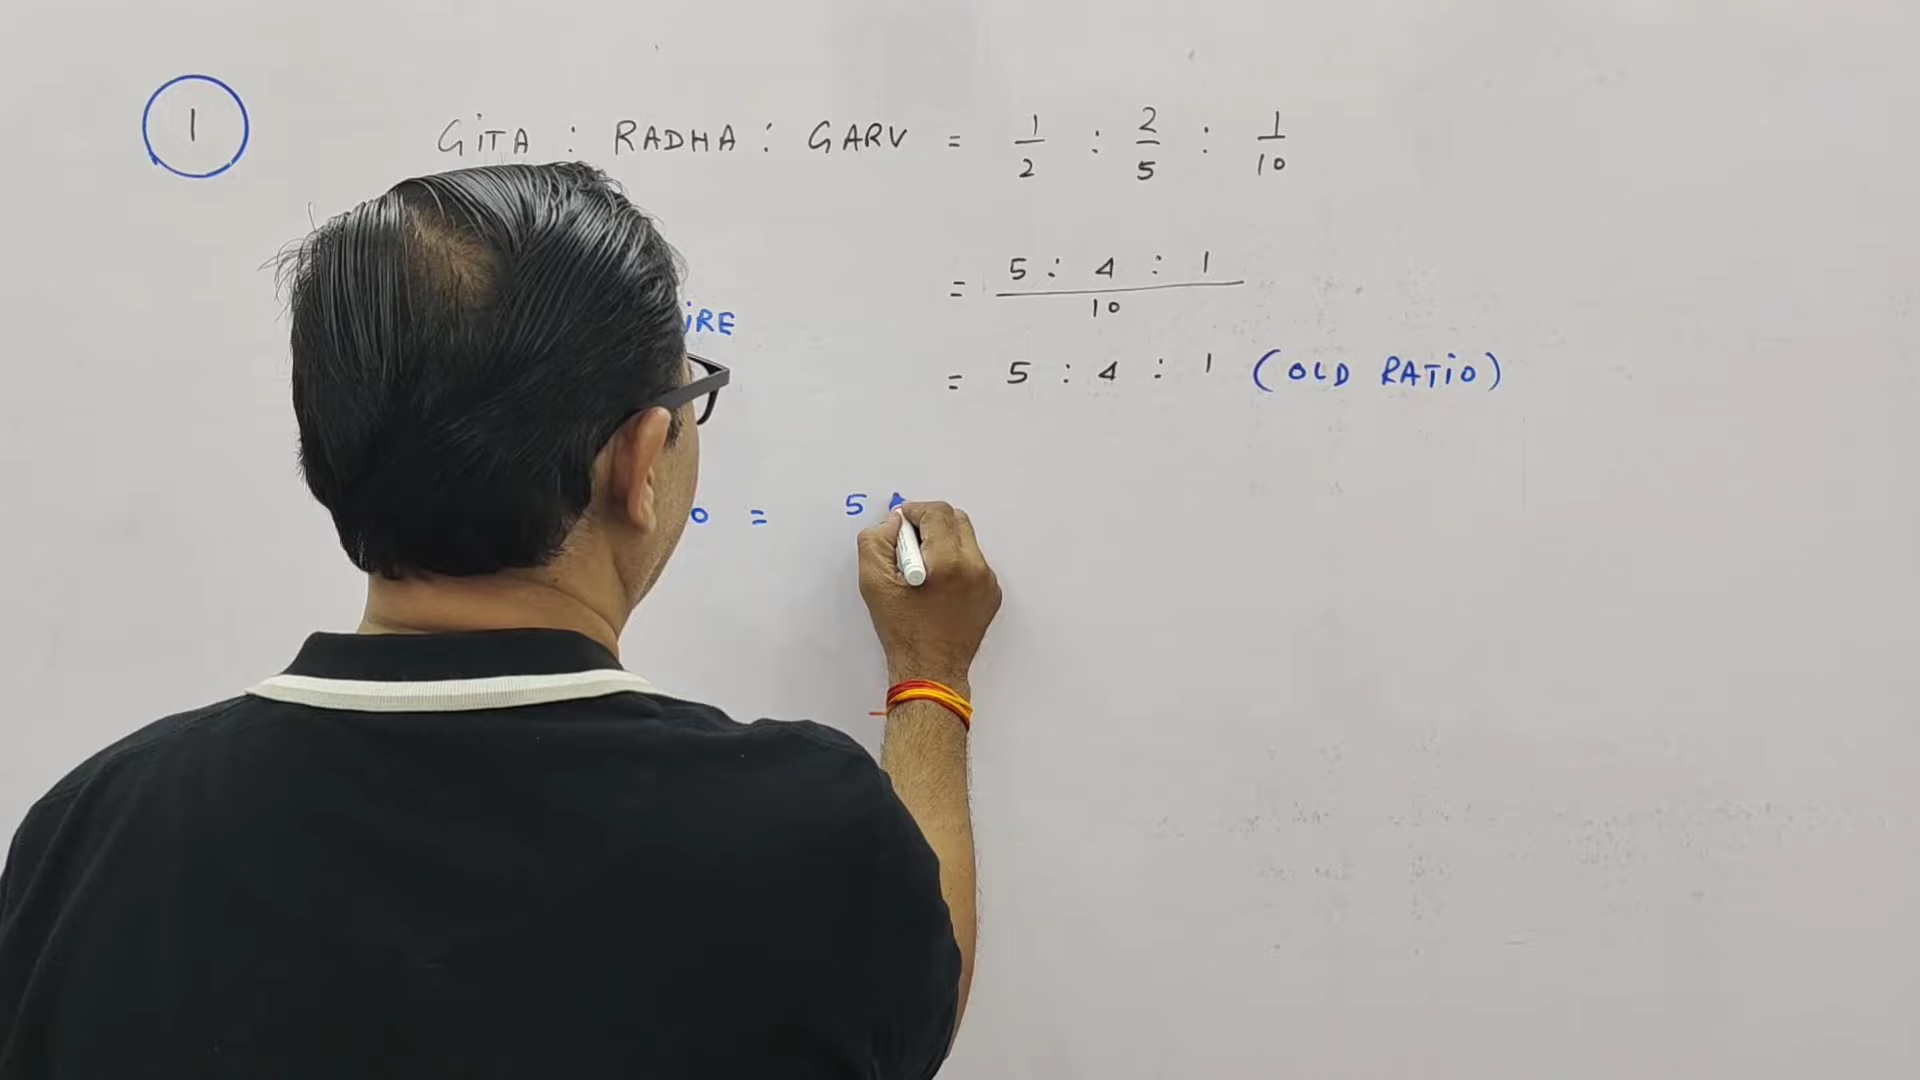 1
GiTA : RADHA : GARV = 1/2 : 2/5 : 1/10
= 5 : 4 : 1 / 10
= 5 : 4 : 1 (OLD RATiO)
= 5